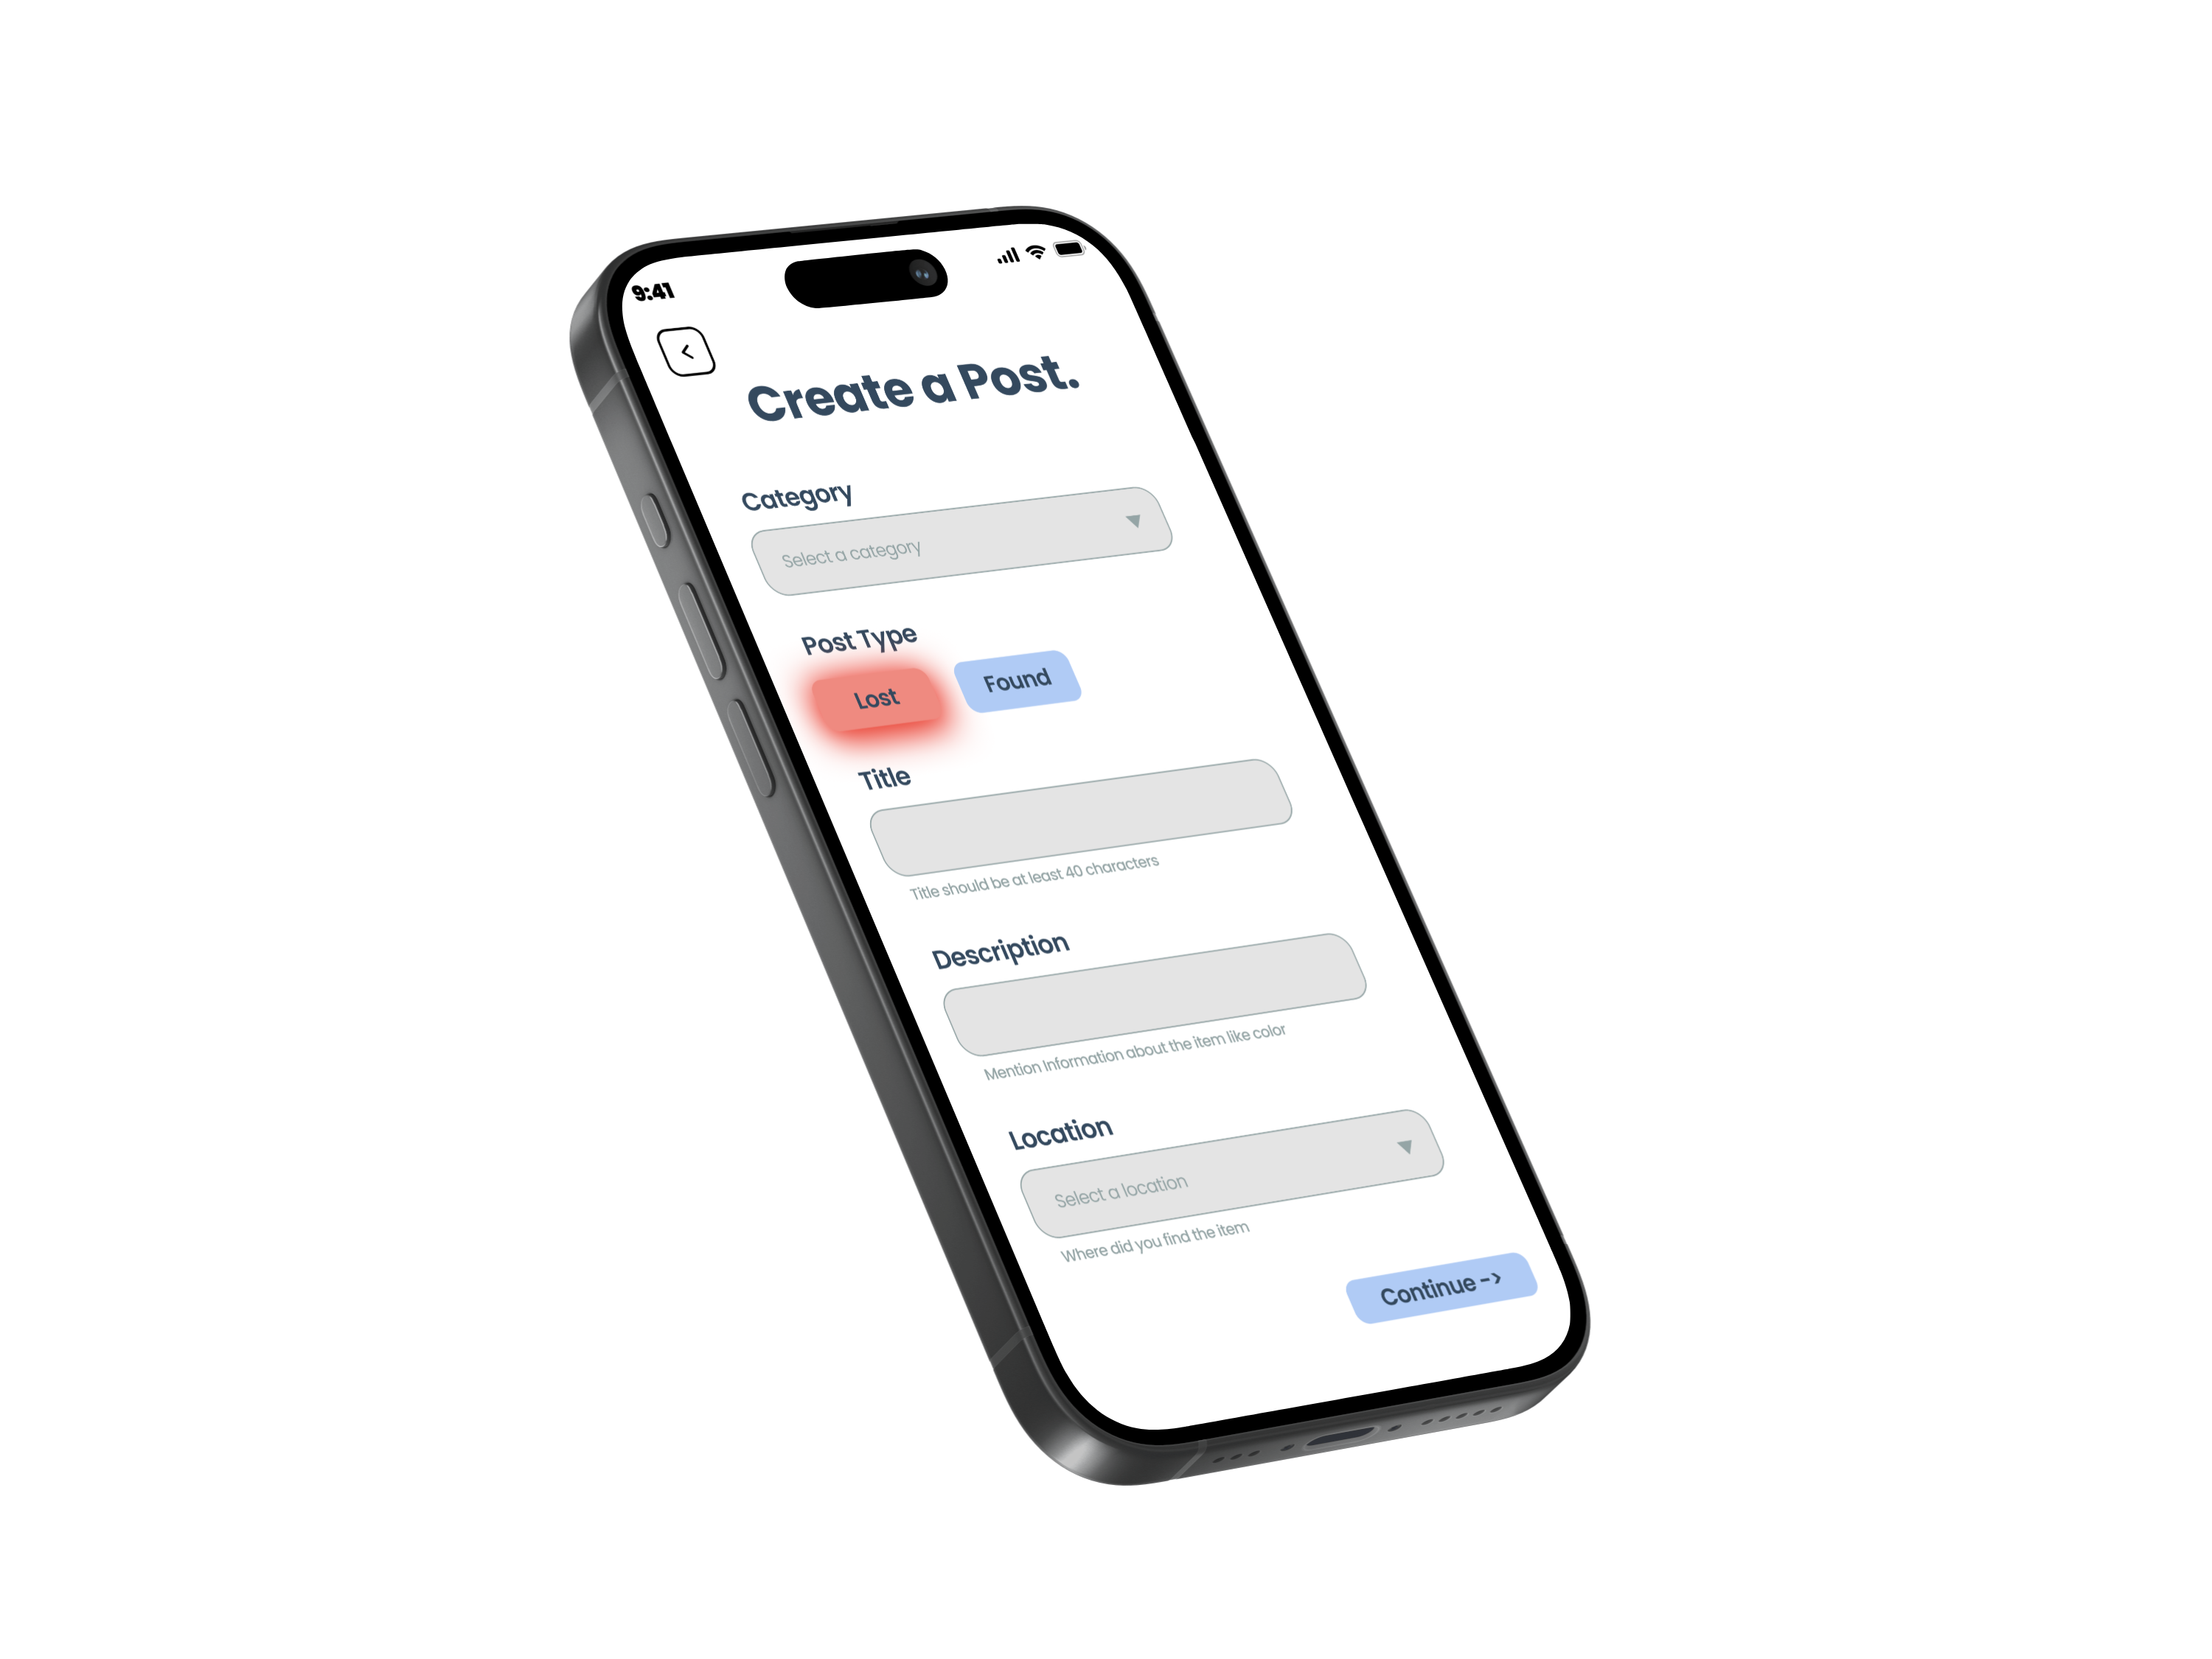 9:41
Create a Post.
Category
Select a category
Post Type
Lost
Found
Title
Title should be at least 40 characters
Description
Mention Information about the item like color
Location
Select a location
Where did you find the item
Continue ->